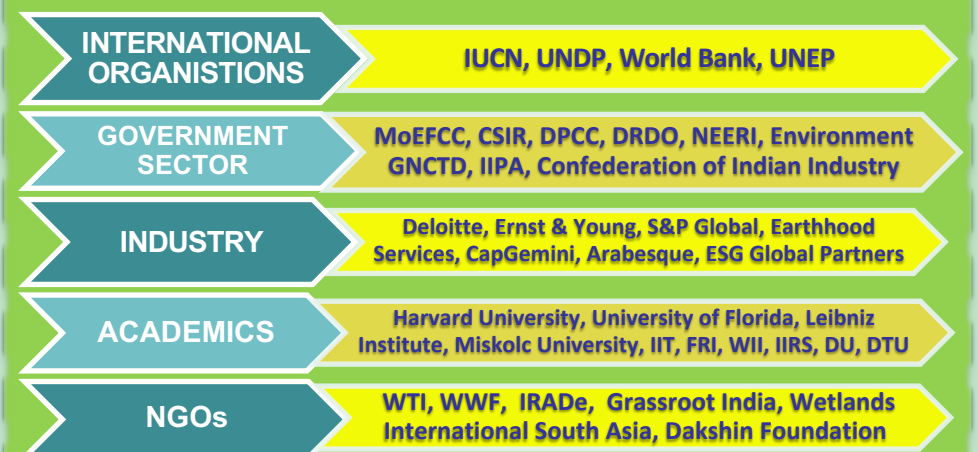 INTERNATIONAL
ORGANISTIONS
IUCN, UNDP, World Bank, UNEP
GOVERNMENT
SECTOR
MoEFCC, CSIR, DPCC, DRDO, NEERI, Environment
GNCTD, IIPA, Confederation of Indian Industry
INDUSTRY
Deloitte, Ernst & Young, S&P Global, Earthhood
Services, CapGemini, Arabesque, ESG Global Partners
ACADEMICS
Harvard University, University of Florida, Leibniz
Institute, Miskolc University, IIT, FRI, WII, IIRS, DU, DTU
NGOs
WTI, WWF, IRADe, Grassroot India, Wetlands
International South Asia, Dakshin Foundation